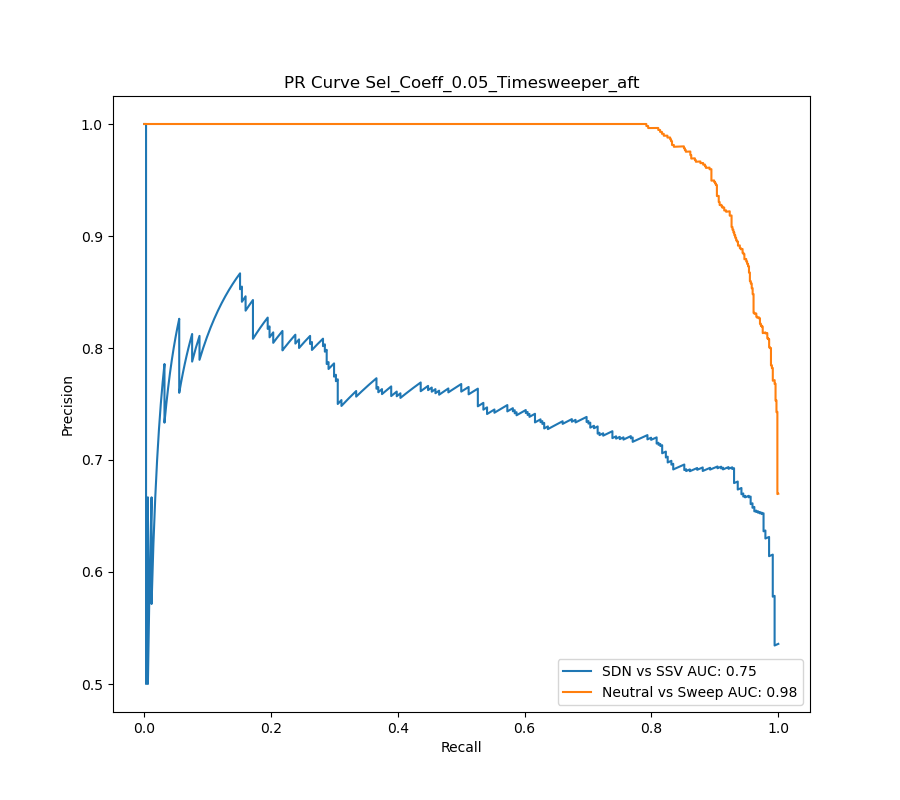 PR Curve Sel_Coeff_0.05_Timesweeper_aft
1.0
0.9
0.8
0.7
0.6
0.5
Precision
0.0 0.2 0.4 0.6 0.8 1.0
Recall
SDN vs SSV AUC: 0.75
Neutral vs Sweep AUC: 0.98